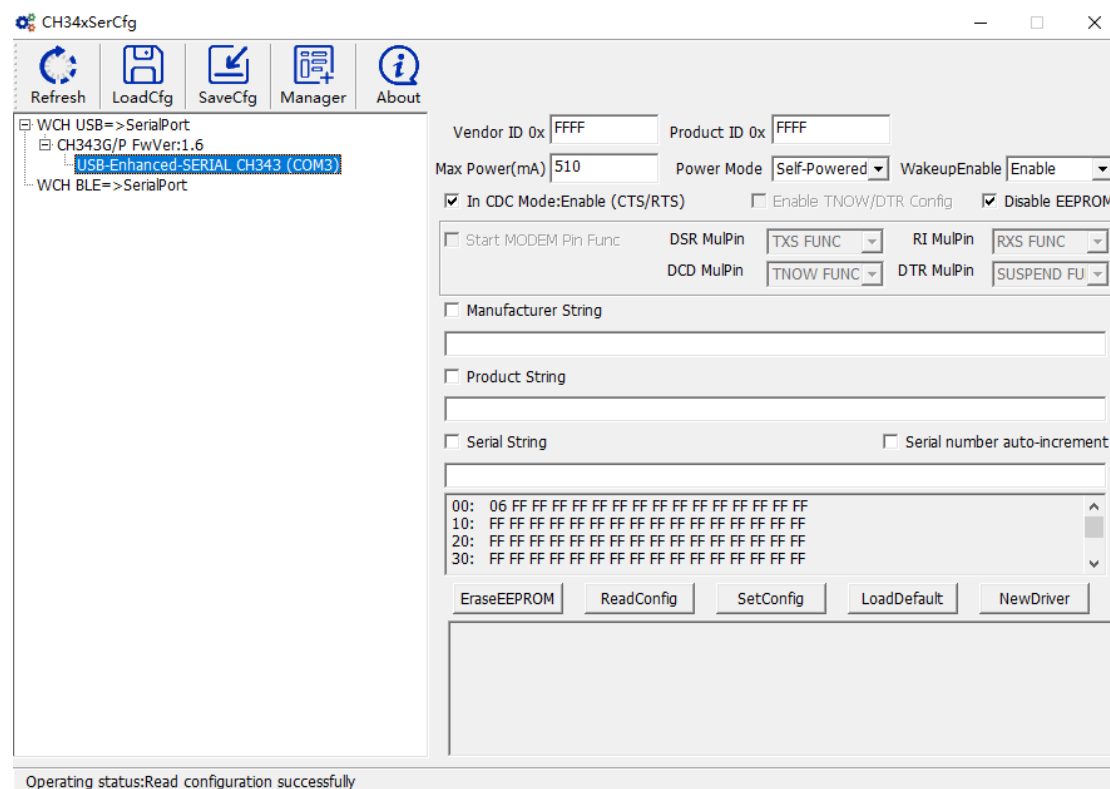 CH34xSerCfg
Refresh LoadCfg SaveCfg Manager About
WCH USB=>SerialPort
CH343G/P FwVer:1.6
USB-Enhanced-SERIAL CH343 (COM3)
WCH BLE=>SerialPort
Vendor ID 0x FFFF Product ID 0x FFFF
Max Power(mA) 510 Power Mode Self-Powered WakeupEnable Enable
In CDC Mode:Enable (CTS/RTS) Enable TNOW/DTR Config Disable EEPROM
Start MODEM Pin Func DSR MulPin TXS FUNC RI MulPin RXS FUNC
DCD MulPin TNOW FUNC DTR MulPin SUSPEND FU
Manufacturer String
Product String
Serial String Serial number auto-increment
00: 06 FF FF FF FF FF FF FF FF FF FF FF FF FF FF FF
10: FF FF FF FF FF FF FF FF FF FF FF FF FF FF FF FF
20: FF FF FF FF FF FF FF FF FF FF FF FF FF FF FF FF
30: FF FF FF FF FF FF FF FF FF FF FF FF FF FF FF FF
EraseEEPROM ReadConfig SetConfig LoadDefault NewDriver
Operating status:Read configuration successfully